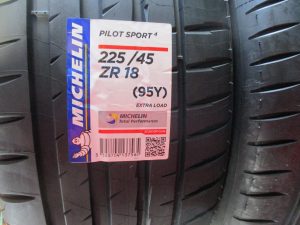 MICHELIN
PILOT SPORT 4
225 /45
ZR 18
(95Y)
EXTRA LOAD
MICHELIN
Total Performance